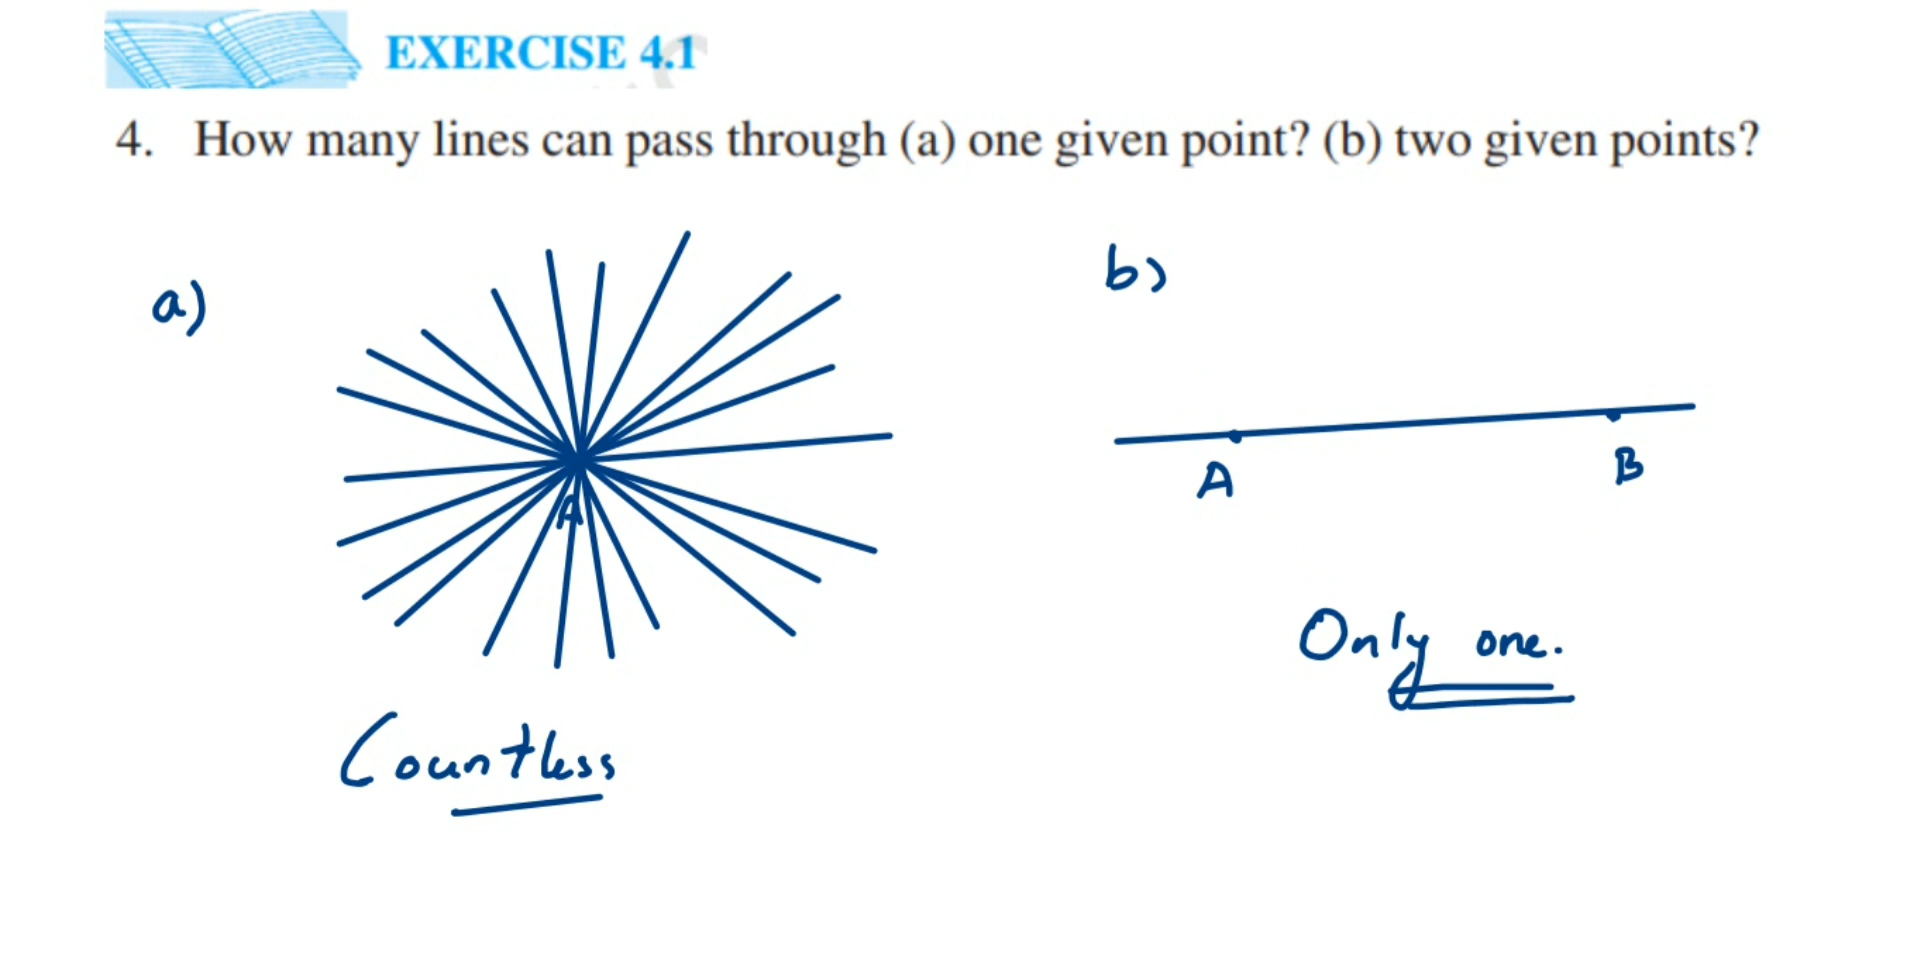 EXERCISE 4.1
4. How many lines can pass through (a) one given point? (b) two given points?
a)
b)
A
A
B
Only one.
Countless